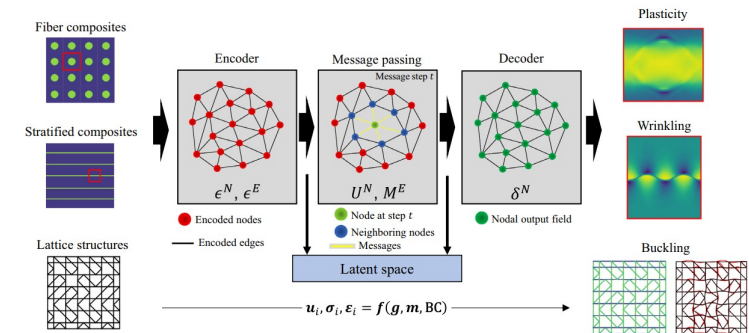 Fiber composites
Stratified composites
Lattice structures
Encoder
ϵ^N, ϵ^E
Encoded nodes
Encoded edges
Message passing
Message step t
U^N, M^E
Node at step t
Neighboring nodes
Messages
Decoder
δ^N
Nodal output field
Latent space
u_i, σ_i, ε_i = f(g, m, BC)
Plasticity
Wrinkling
Buckling